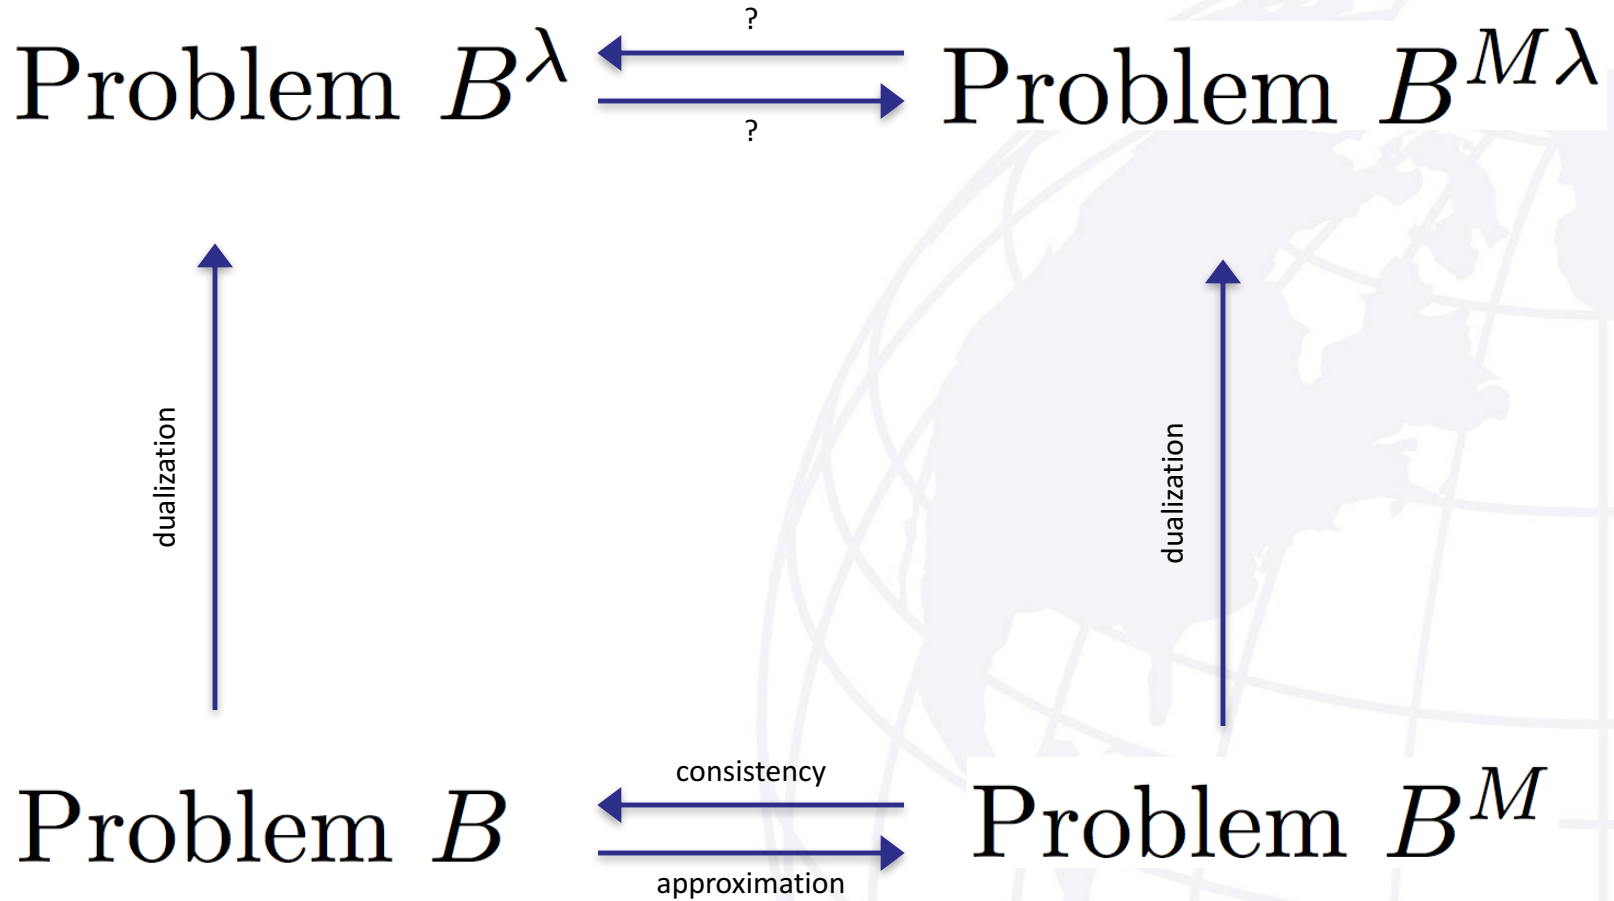 ?
Problem B^λ Problem B^{Mλ}
?
dualization
dualization
consistency
Problem B Problem B^M
approximation